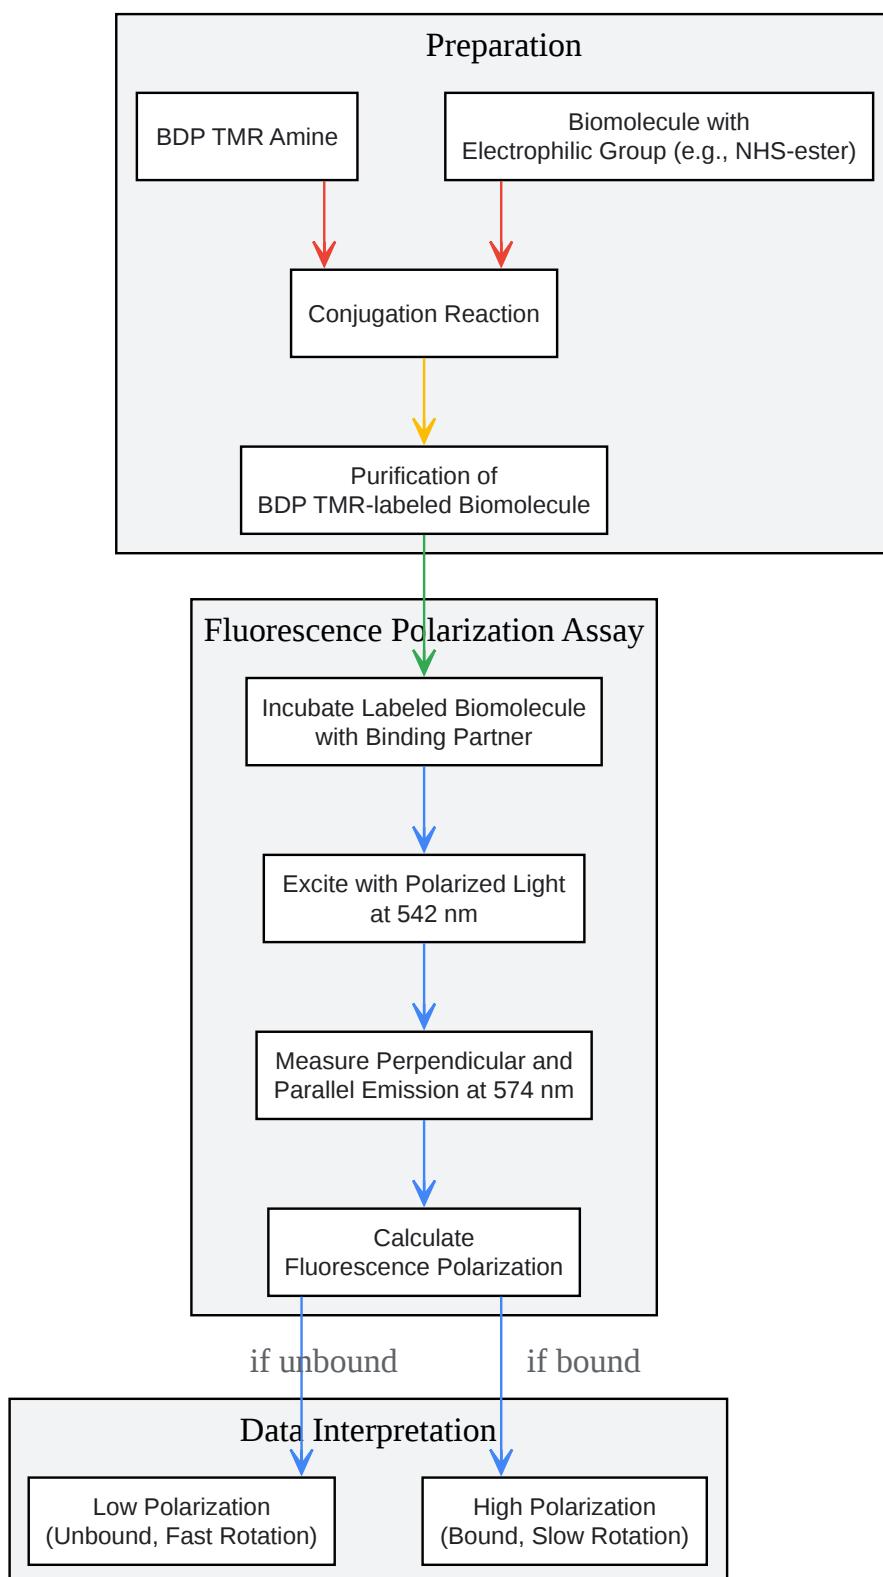 Preparation
BDP TMR Amine
Biomolecule with
Electrophilic Group (e.g., NHS-ester)
Conjugation Reaction
Purification of
BDP TMR-labeled Biomolecule
Fluorescence Polarization Assay
Incubate Labeled Biomolecule
with Binding Partner
Excite with Polarized Light
at 542 nm
Measure Perpendicular and
Parallel Emission at 574 nm
Calculate
Fluorescence Polarization
if unbound
if bound
Data Interpretation
Low Polarization
(Unbound, Fast Rotation)
High Polarization
(Bound, Slow Rotation)